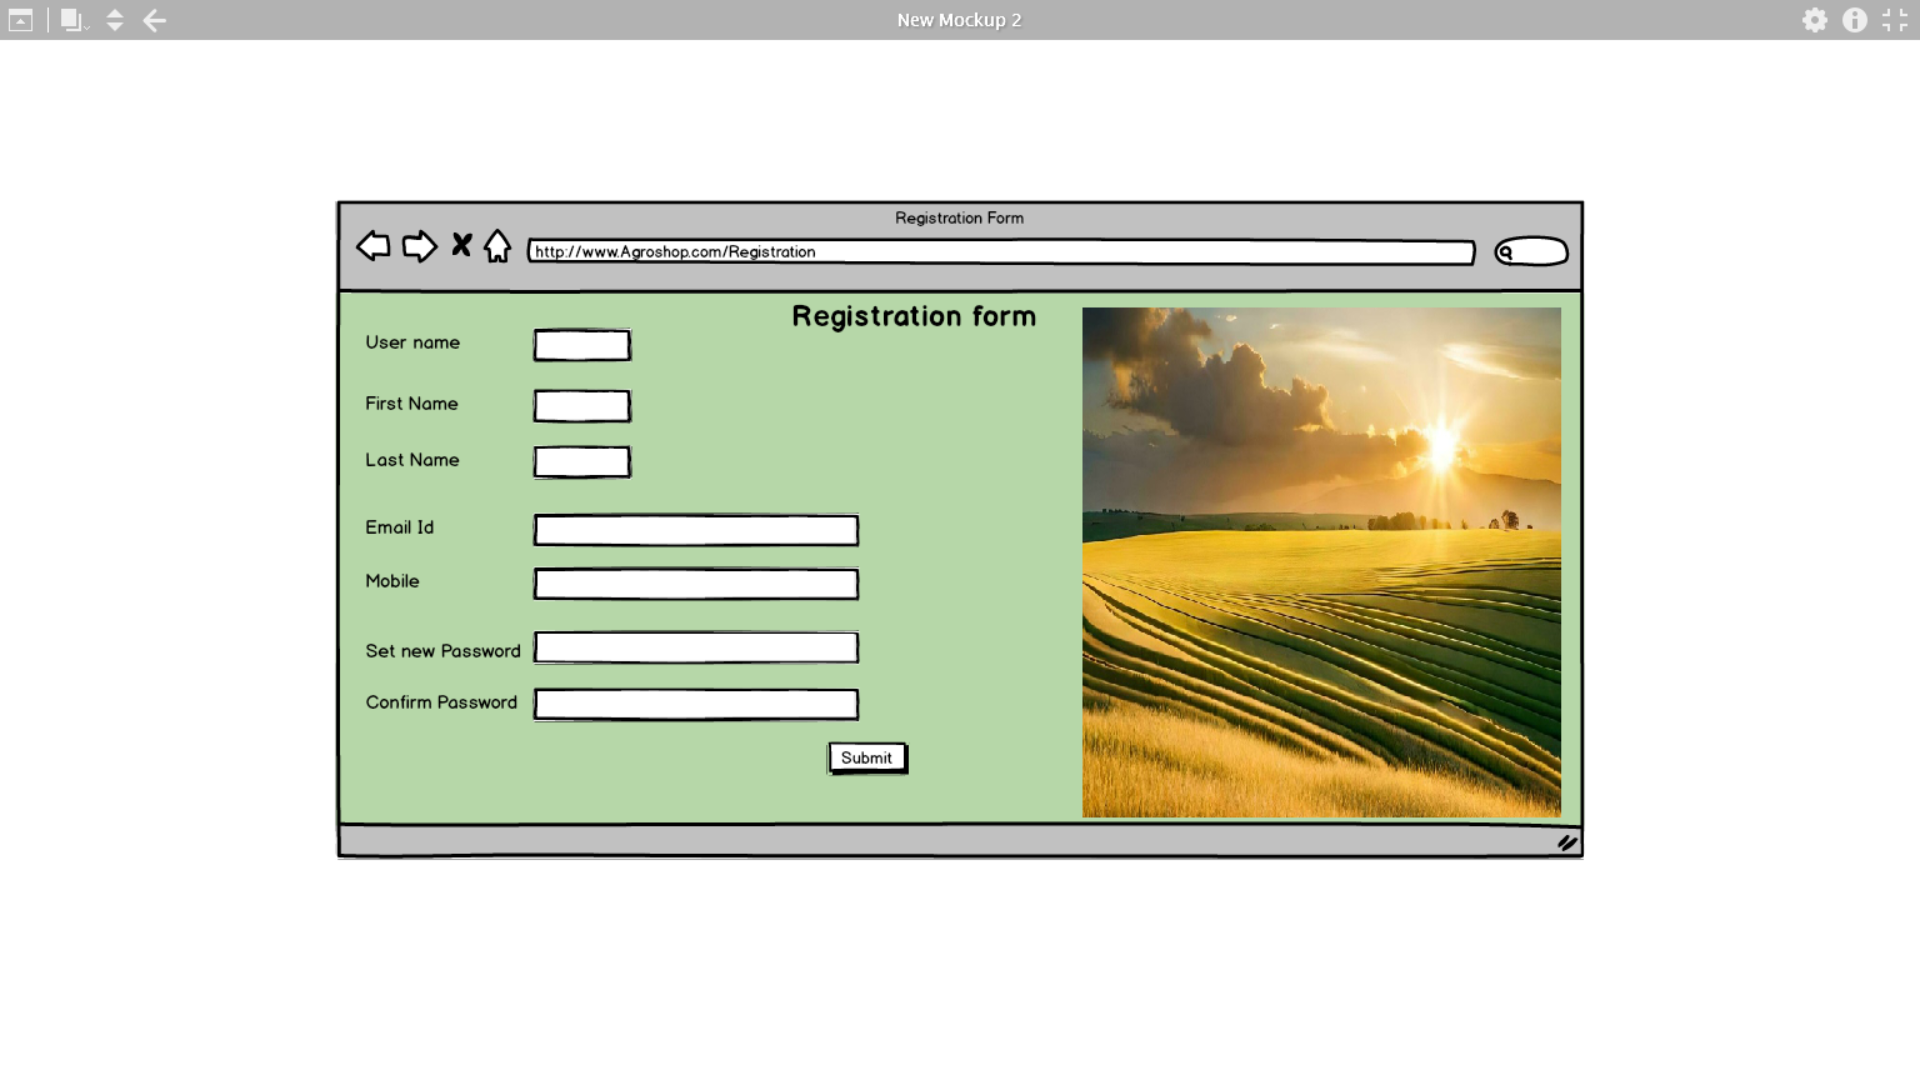 New Mockup 2
Registration Form
http://www.Agroshop.com/Registration
Registration form
User name
First Name
Last Name
Email Id
Mobile
Set new Password
Confirm Password
Submit